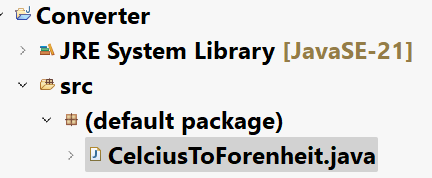 Converter
JRE System Library [JavaSE-21]
src
(default package)
CelciusToForenheit.java